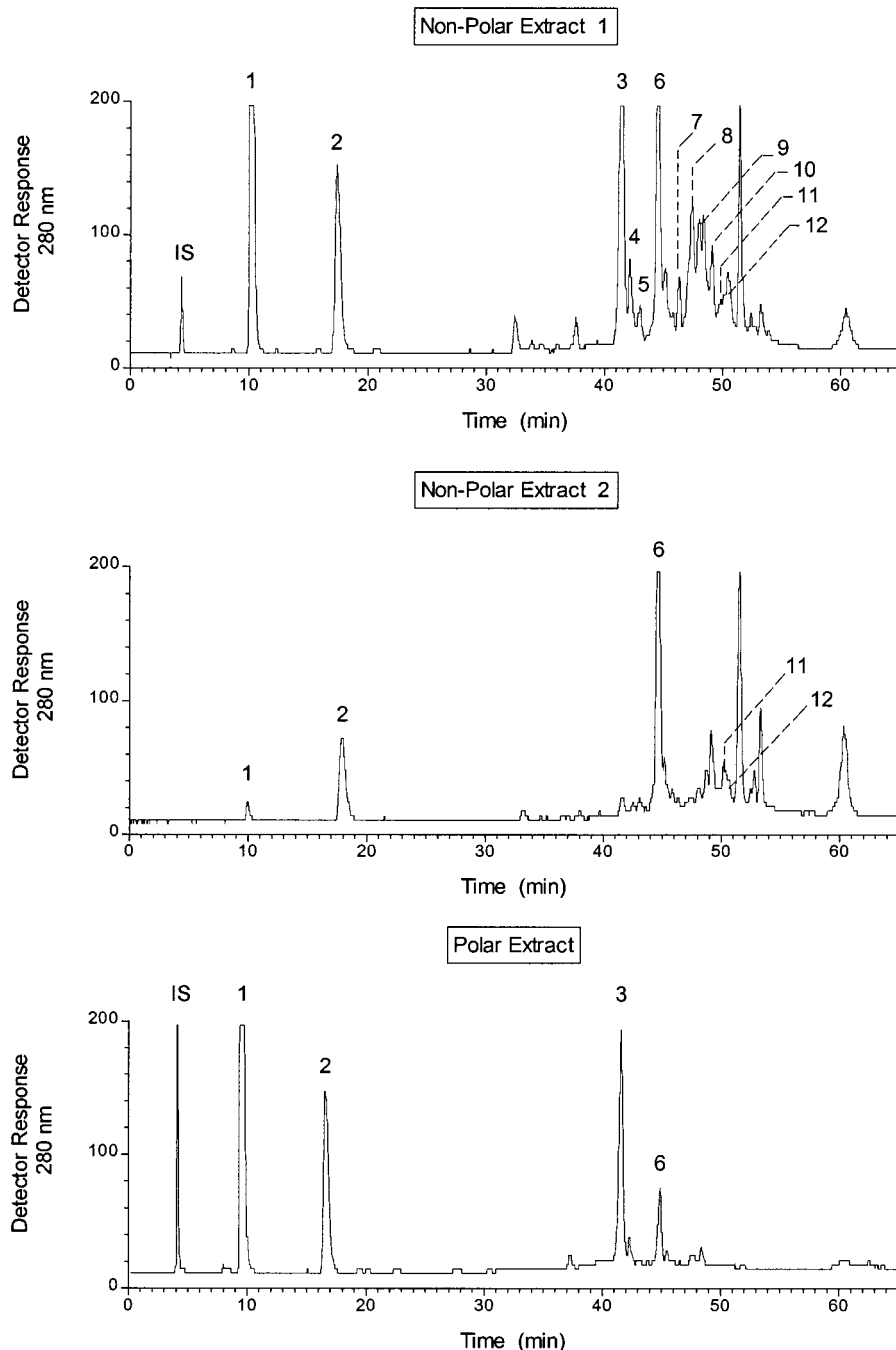 Non-Polar Extract 1
Detector Response
280 nm
200
100
0
IS
1
2
3
4
5
6
7
8
9
10
11
12
0 10 20 30 40 50 60
Time (min)
Non-Polar Extract 2
Detector Response
280 nm
200
100
0
1
2
6
11
12
0 10 20 30 40 50 60
Time (min)
Polar Extract
Detector Response
280 nm
200
100
0
IS
1
2
3
6
0 10 20 30 40 50 60
Time (min)